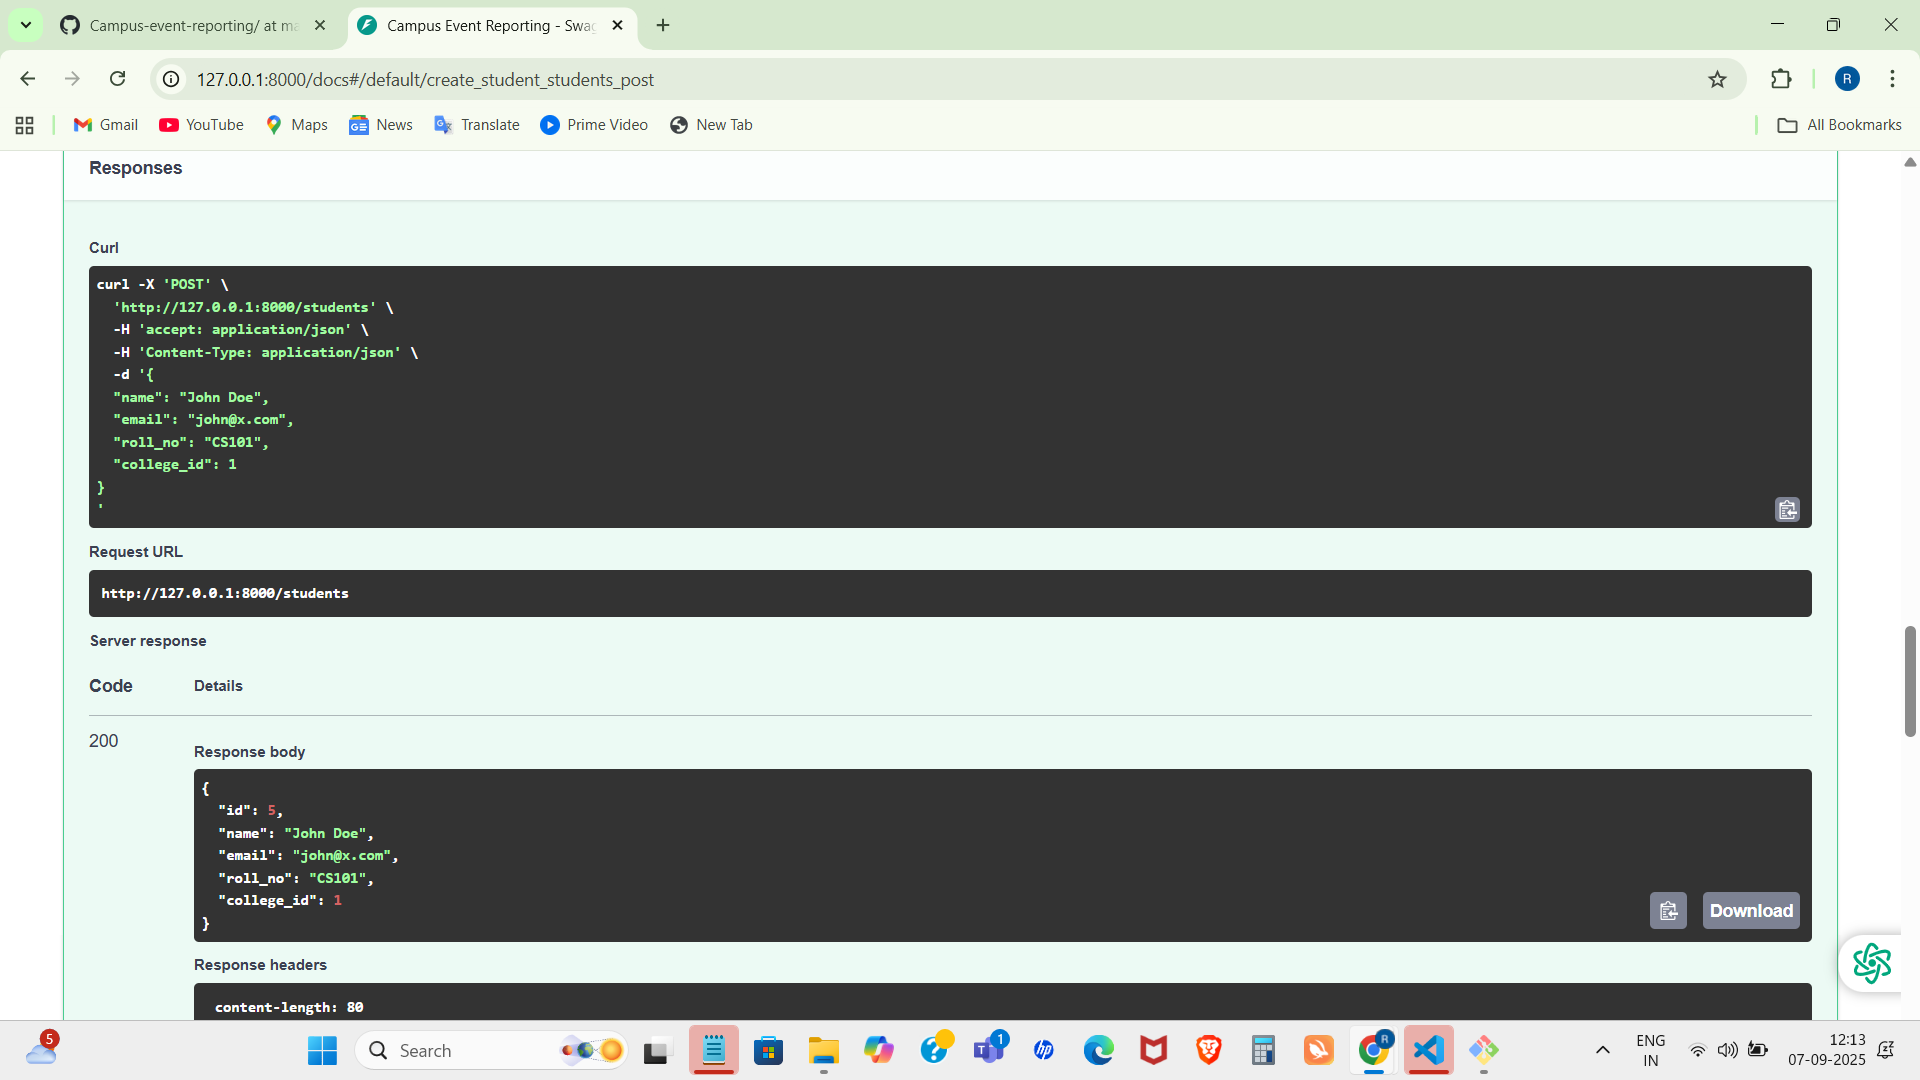 Campus-event-reporting/ at ma
Campus Event Reporting - Swag
127.0.0.1:8000/docs#/default/create_student_students_post
R
Gmail
YouTube
Maps
News
Translate
Prime Video
New Tab
All Bookmarks
Responses
Curl
curl -X 'POST' \
'http://127.0.0.1:8000/students' \
-H 'accept: application/json' \
-H 'Content-Type: application/json' \
-d '{
"name": "John Doe",
"email": "john@x.com",
"roll_no": "CS101",
"college_id": 1
}
'
Request URL
http://127.0.0.1:8000/students
Server response
Code Details
200
Response body
{
"id": 5,
"name": "John Doe",
"email": "john@x.com",
"roll_no": "CS101",
"college_id": 1
}
Download
Response headers
content-length: 80
5
Search
1
R
ENG
IN
12:13
07-09-2025